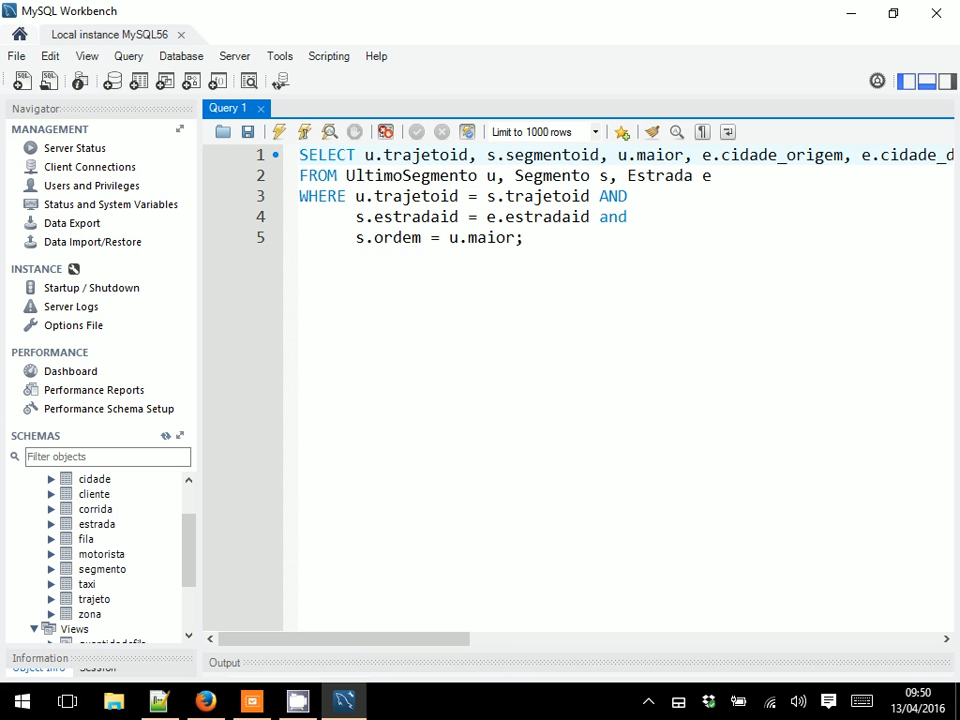 MySQL Workbench
Local instance MySQL56
File Edit View Query Database Server Tools Scripting Help
Navigator
Query 1
MANAGEMENT
Server Status
Client Connections
Users and Privileges
Status and System Variables
Data Export
Data Import/Restore
INSTANCE
Startup / Shutdown
Server Logs
Options File
PERFORMANCE
Dashboard
Performance Reports
Performance Schema Setup
SCHEMAS
Filter objects
cidade
cliente
corrida
estrada
fila
motorista
segmento
taxi
trajeto
zona
Views
Information
Object Info Session
Limit to 1000 rows
1 SELECT u.trajetoid, s.segmentoid, u.maior, e.cidade_origem, e.cidade_d
2 FROM UltimoSegmento u, Segmento s, Estrada e
3 WHERE u.trajetoid = s.trajetoid AND
4 s.estradaid = e.estradaid and
5 s.ordem = u.maior;
Output
09:50
13/04/2016